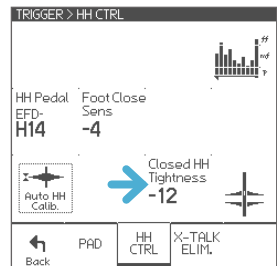 TRIGGER > HH CTRL
ff
mf
p
HH Pedal
EFD-
H14
Foot Close
Sens
-4
Auto HH
Calib.
Closed HH
Tightness
-12
Back
PAD
HH
CTRL
X-TALK
ELIM.